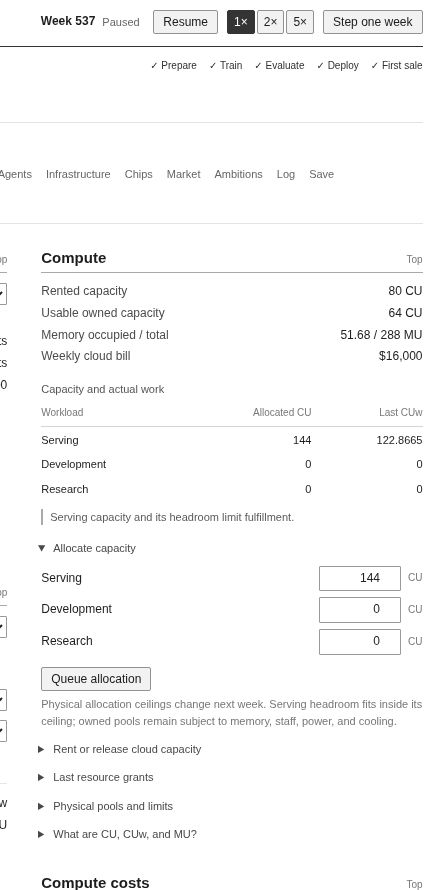 Week 537 Paused Resume 1× 2× 5× Step one week
✓ Prepare ✓ Train ✓ Evaluate ✓ Deploy ✓ First sale
Agents Infrastructure Chips Market Ambitions Log Save
Compute Top
Rented capacity 80 CU
Usable owned capacity 64 CU
Memory occupied / total 51.68 / 288 MU
Weekly cloud bill $16,000
Capacity and actual work
Workload Allocated CU Last CUw
Serving 144 122.8665
Development 0 0
Research 0 0
Serving capacity and its headroom limit fulfillment.
▼ Allocate capacity
Serving 144 CU
Development 0 CU
Research 0 CU
Queue allocation
Physical allocation ceilings change next week. Serving headroom fits inside its
ceiling; owned pools remain subject to memory, staff, power, and cooling.
▶ Rent or release cloud capacity
▶ Last resource grants
▶ Physical pools and limits
▶ What are CU, CUw, and MU?
Compute costs Top